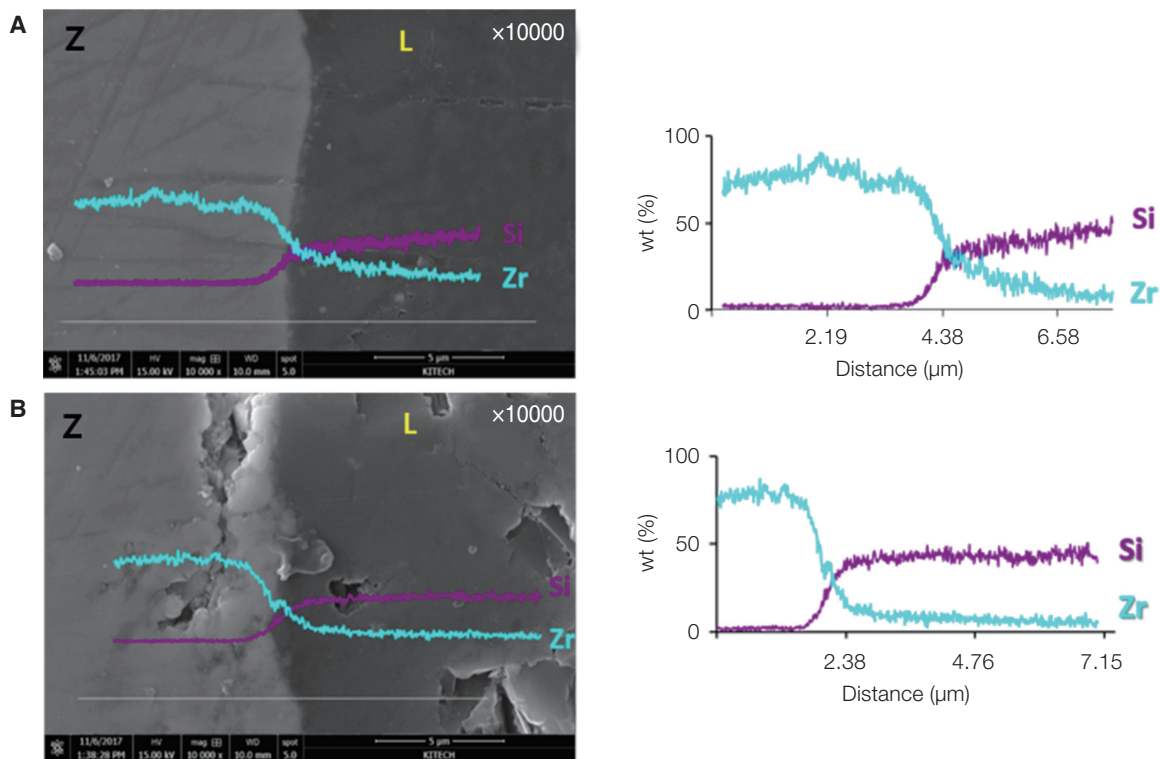 A
Z
L
×10000
Si
Zr
11/6/2017 HV mag WD spot
1:45:03 PM 15.00 kV 10 000 x 10.0 mm 5.0
5 µm
KITECH
100
50
0
wt (%)
2.19 4.38 6.58
Distance (µm)
Si
Zr
B
Z
L
×10000
Si
Zr
11/6/2017 HV mag WD spot
1:38:28 PM 15.00 kV 10 000 x 10.0 mm 5.0
5 µm
KITECH
100
50
0
wt (%)
2.38 4.76 7.15
Distance (µm)
Si
Zr